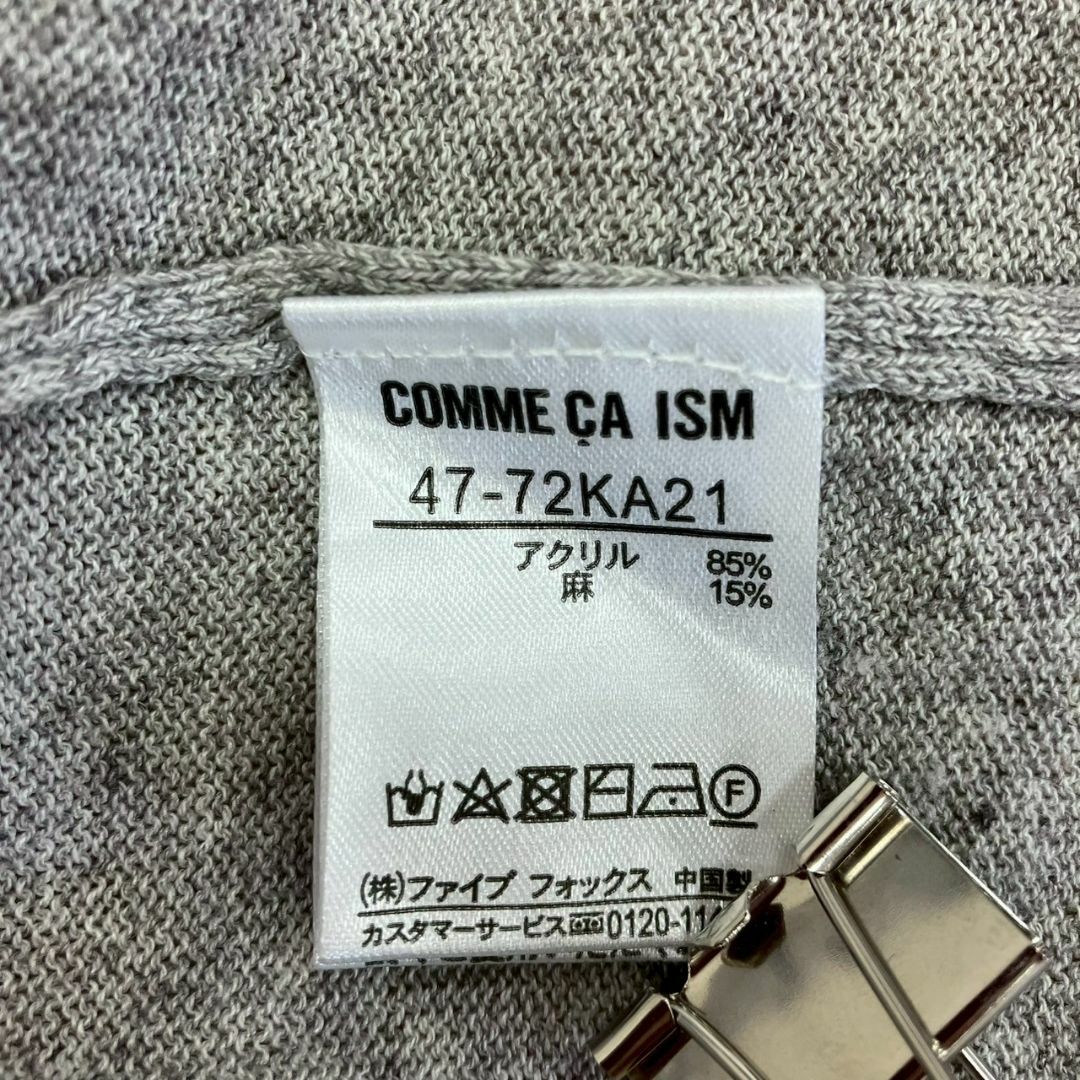 COMME ÇA ISM
47-72KA21
アクリル 85%
麻 15%
F
(株)ファイブ フォックス 中国製
カスタマーサービス 0120-114